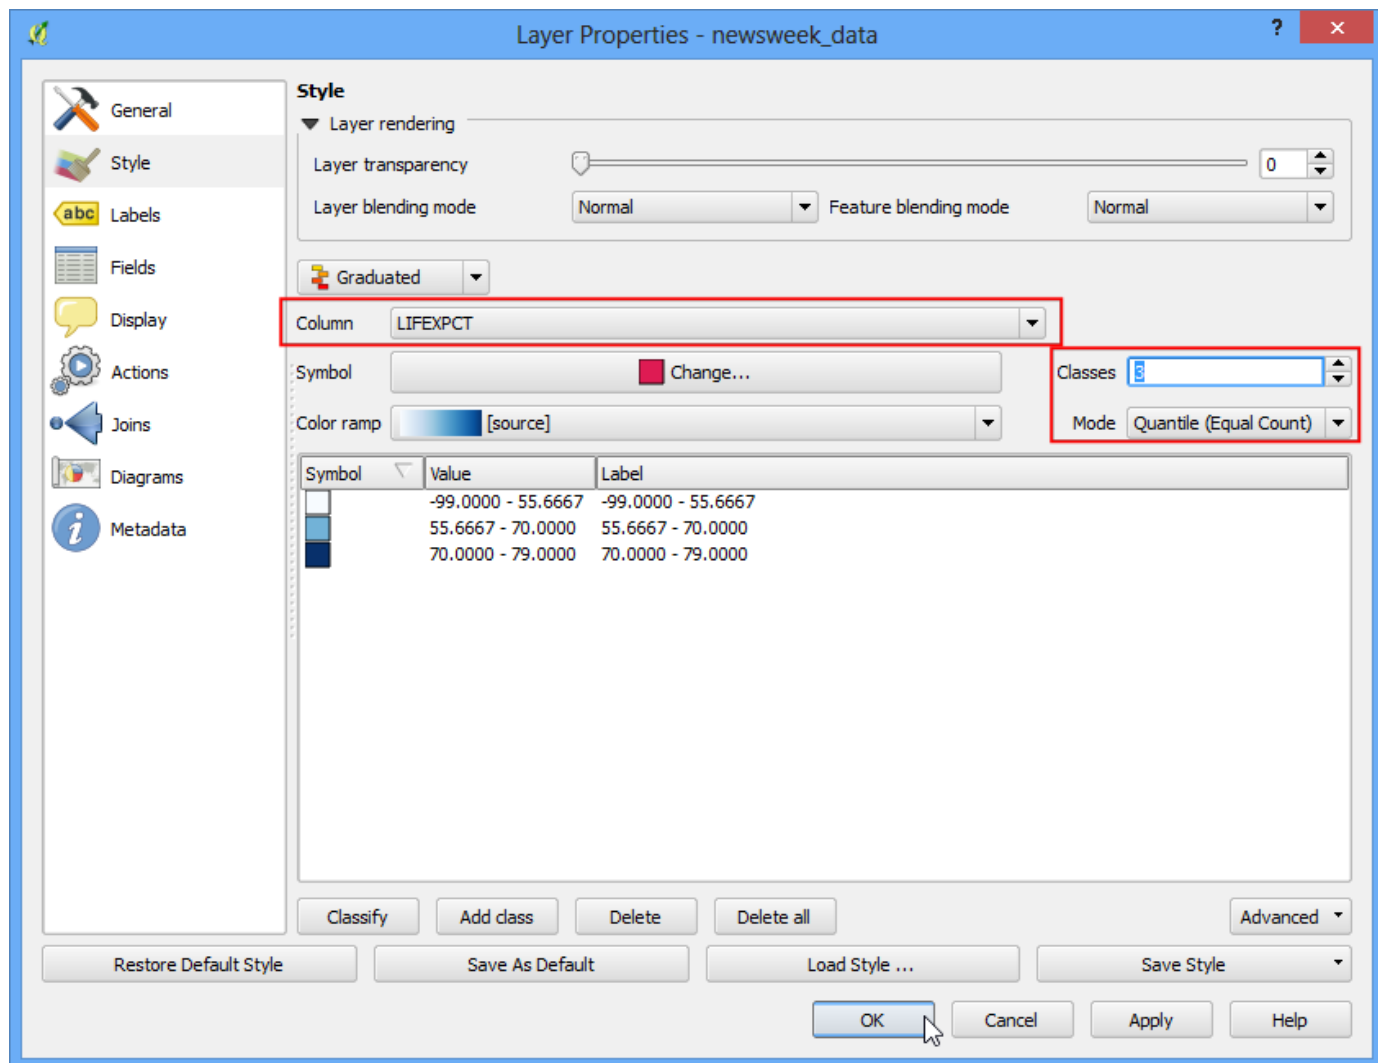 Layer Properties - newsweek_data
?
General
Style
Labels
Fields
Display
Actions
Joins
Diagrams
Metadata
abc
Style
Layer rendering
Layer transparency
0
Layer blending mode
Normal
Feature blending mode
Normal
Graduated
Column
LIFEXPCT
Symbol
Change...
Classes
3
Color ramp
[source]
Mode
Quantile (Equal Count)
Symbol Value Label
-99.0000 - 55.6667 -99.0000 - 55.6667
55.6667 - 70.0000 55.6667 - 70.0000
70.0000 - 79.0000 70.0000 - 79.0000
Classify
Add class
Delete
Delete all
Advanced
Restore Default Style
Save As Default
Load Style ...
Save Style
OK
Cancel
Apply
Help